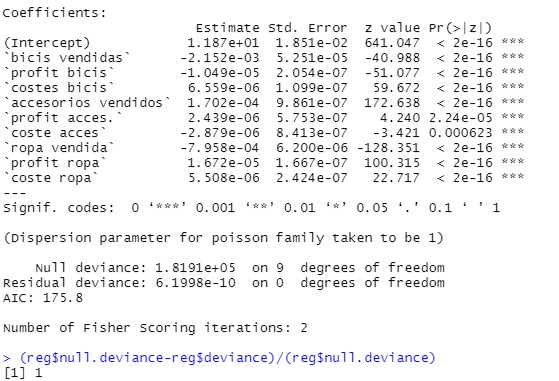 Coefficients:
Estimate Std. Error z value Pr(>|z|)
(Intercept) 1.187e+01 1.851e-02 641.047 < 2e-16 ***
`bicis vendidas` -2.152e-03 5.251e-05 -40.988 < 2e-16 ***
`profit bicis` -1.049e-05 2.054e-07 -51.077 < 2e-16 ***
`costes bicis` 6.559e-06 1.099e-07 59.672 < 2e-16 ***
`accesorios vendidos` 1.702e-04 9.861e-07 172.638 < 2e-16 ***
`profit acces.` 2.439e-06 5.753e-07 4.240 2.24e-05 ***
`coste acces` -2.879e-06 8.413e-07 -3.421 0.000623 ***
`ropa vendida` -7.958e-04 6.200e-06 -128.351 < 2e-16 ***
`profit ropa` 1.672e-05 1.667e-07 100.315 < 2e-16 ***
`coste ropa` 5.508e-06 2.424e-07 22.717 < 2e-16 ***
---
Signif. codes: 0 ‘***’ 0.001 ‘**’ 0.01 ‘*’ 0.05 ‘.’ 0.1 ‘ ’ 1
(Dispersion parameter for poisson family taken to be 1)
Null deviance: 1.8191e+05 on 9 degrees of freedom
Residual deviance: 6.1998e-10 on 0 degrees of freedom
AIC: 175.8
Number of Fisher Scoring iterations: 2
> (reg$null.deviance-reg$deviance)/(reg$null.deviance)
[1] 1